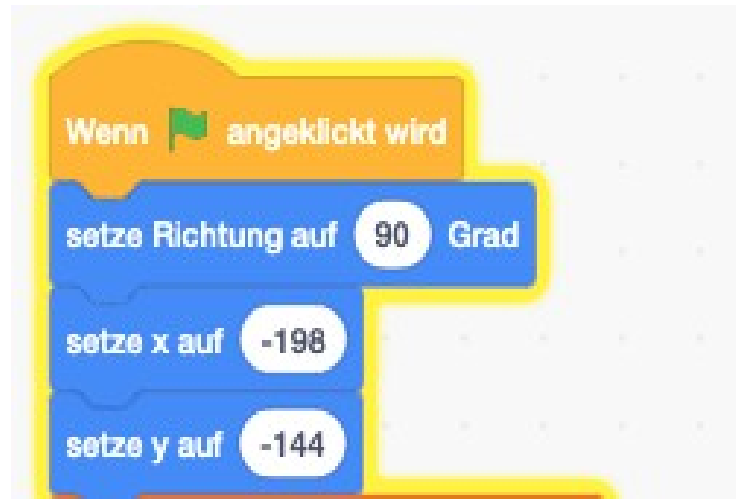 Wenn angeklickt wird
setze Richtung auf 90 Grad
setze x auf -198
setze y auf -144